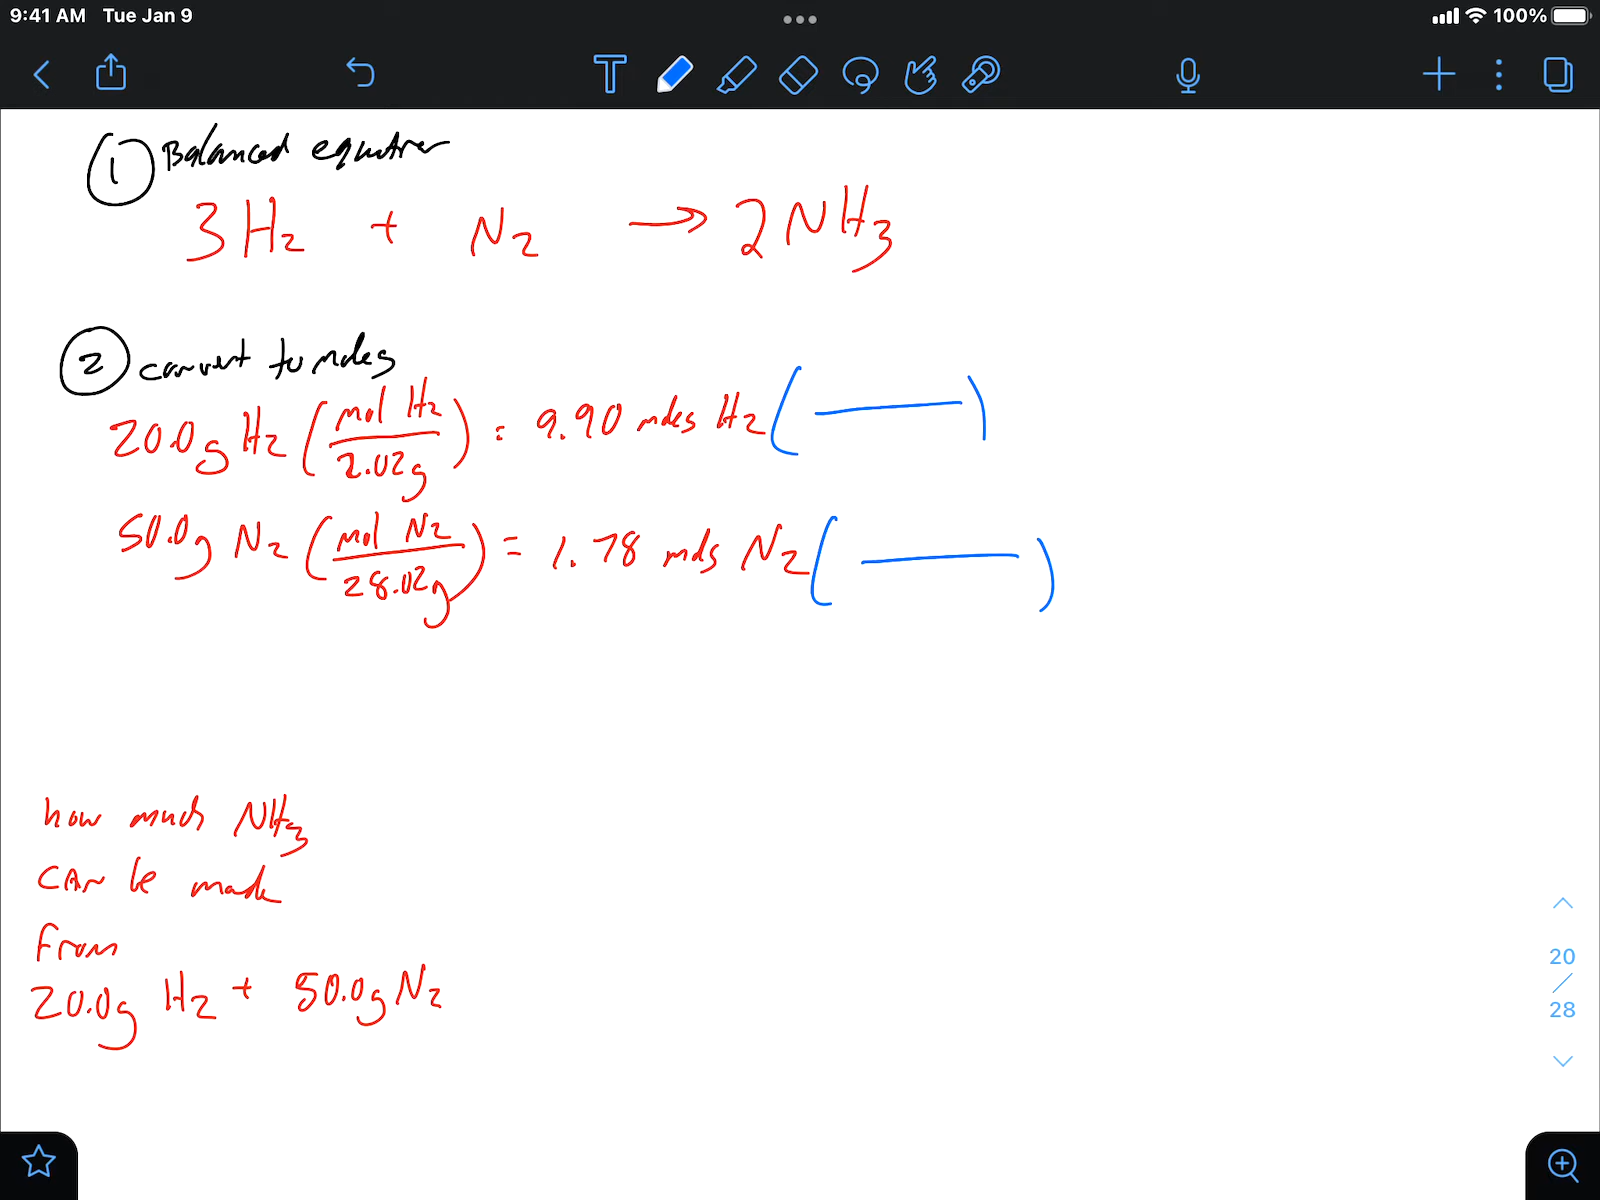 9:41 AM Tue Jan 9
100%
① Balanced equation
3H₂ + N₂ → 2NH₃
② convert to moles
20.0g H₂ (mol H₂ / 2.02g) = 9.90 moles H₂ (——)
50.0g N₂ (mol N₂ / 28.02g) = 1.78 mols N₂ (——)
how much NH₃
CAN be made
From
20.0g H₂ + 50.0g N₂
20
/
28